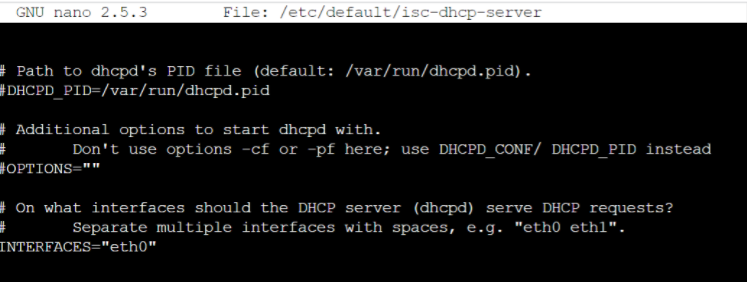 GNU nano 2.5.3 File: /etc/default/isc-dhcp-server
# Path to dhcpd's PID file (default: /var/run/dhcpd.pid).
#DHCPD_PID=/var/run/dhcpd.pid
# Additional options to start dhcpd with.
# Don't use options -cf or -pf here; use DHCPD_CONF/ DHCPD_PID instead
#OPTIONS=""
# On what interfaces should the DHCP server (dhcpd) serve DHCP requests?
# Separate multiple interfaces with spaces, e.g. "eth0 eth1".
INTERFACES="eth0"